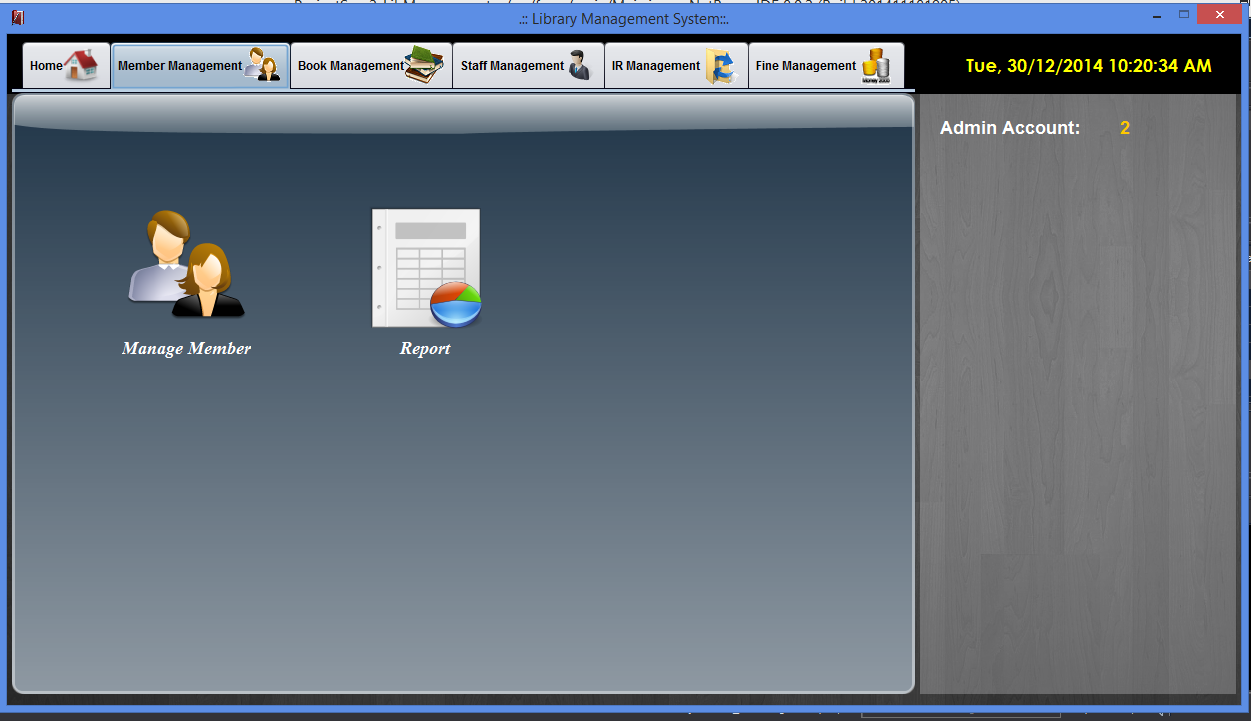 .:: Library Management System::.
Home
Member Management
Book Management
Staff Management
IR Management
Fine Management
Tue, 30/12/2014 10:20:34 AM
Admin Account: 2
Manage Member
Report